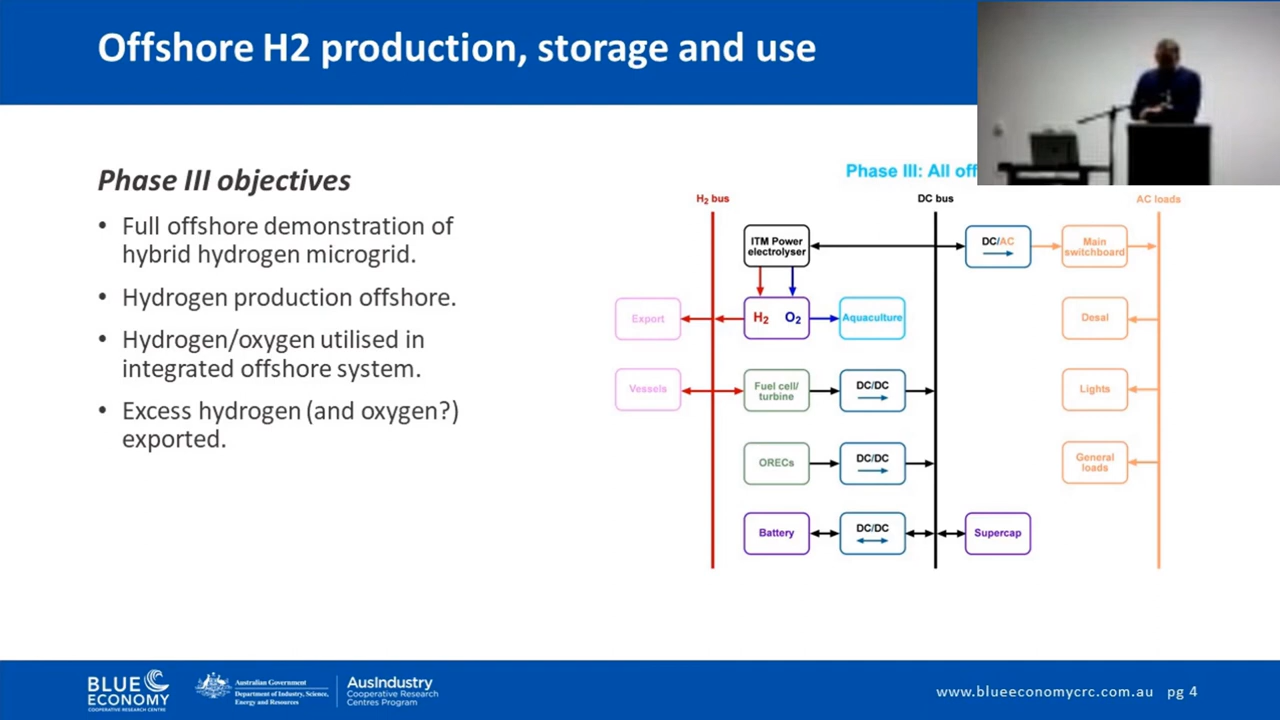 Offshore H2 production, storage and use
Phase III objectives
• Full offshore demonstration of
hybrid hydrogen microgrid.
• Hydrogen production offshore.
• Hydrogen/oxygen utilised in
integrated offshore system.
• Excess hydrogen (and oxygen?)
exported.
Phase III: All off
H₂ bus
DC bus
AC loads
ITM Power
electrolyser
DC/AC
Main
switchboard
Export
H₂ O₂
Aquaculture
Desal
Vessels
Fuel cell/
turbine
DC/DC
Lights
ORECs
DC/DC
General
loads
Battery
DC/DC
Supercap
BLUE
ECONOMY
COOPERATIVE RESEARCH CENTRE
Australian Government
Department of Industry, Science,
Energy and Resources
AusIndustry
Cooperative Research
Centres Program
www.blueeconomycrc.com.au pg 4